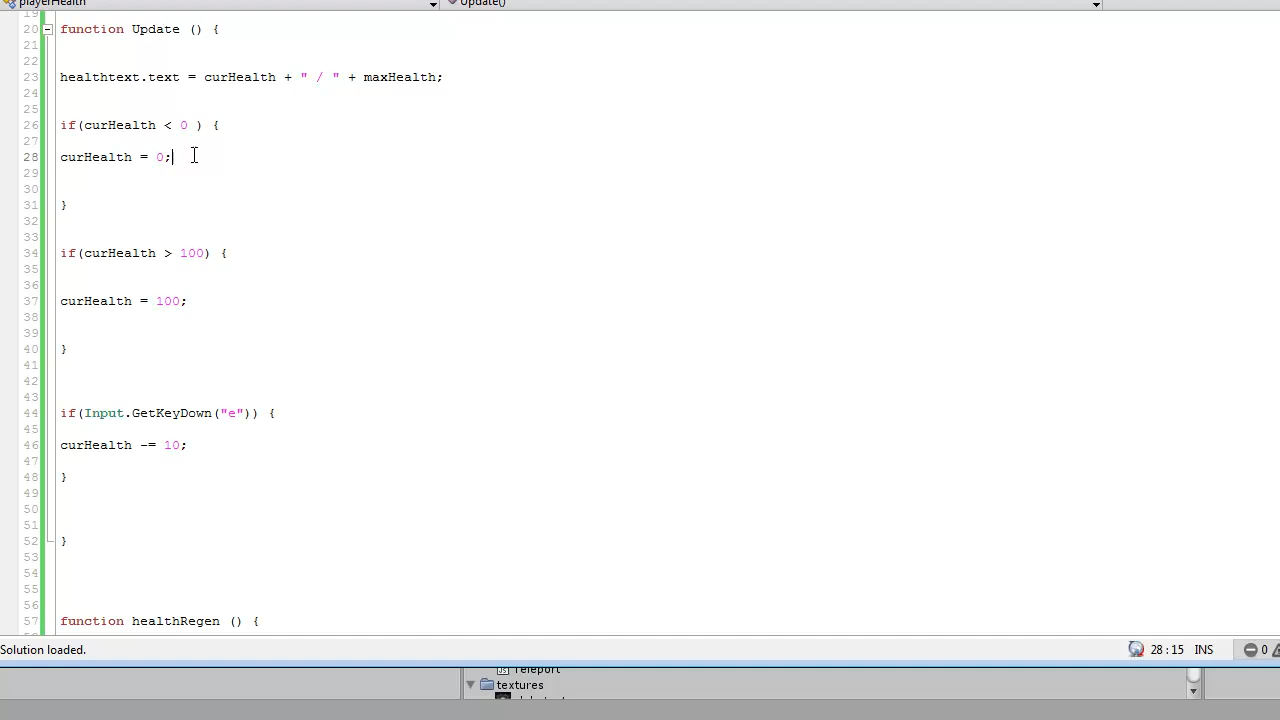 playerHealth Update()
19
20 function Update () {
21
22
23 healthtext.text = curHealth + " / " + maxHealth;
24
25
26 if(curHealth < 0 ) {
27
28 curHealth = 0;
29
30
31 }
32
33
34 if(curHealth > 100) {
35
36
37 curHealth = 100;
38
39
40 }
41
42
43
44 if(Input.GetKeyDown("e")) {
45
46 curHealth -= 10;
47
48 }
49
50
51
52 }
53
54
55
56
57 function healthRegen () {
Solution loaded. 28 : 15 INS 0
Teleport
textures